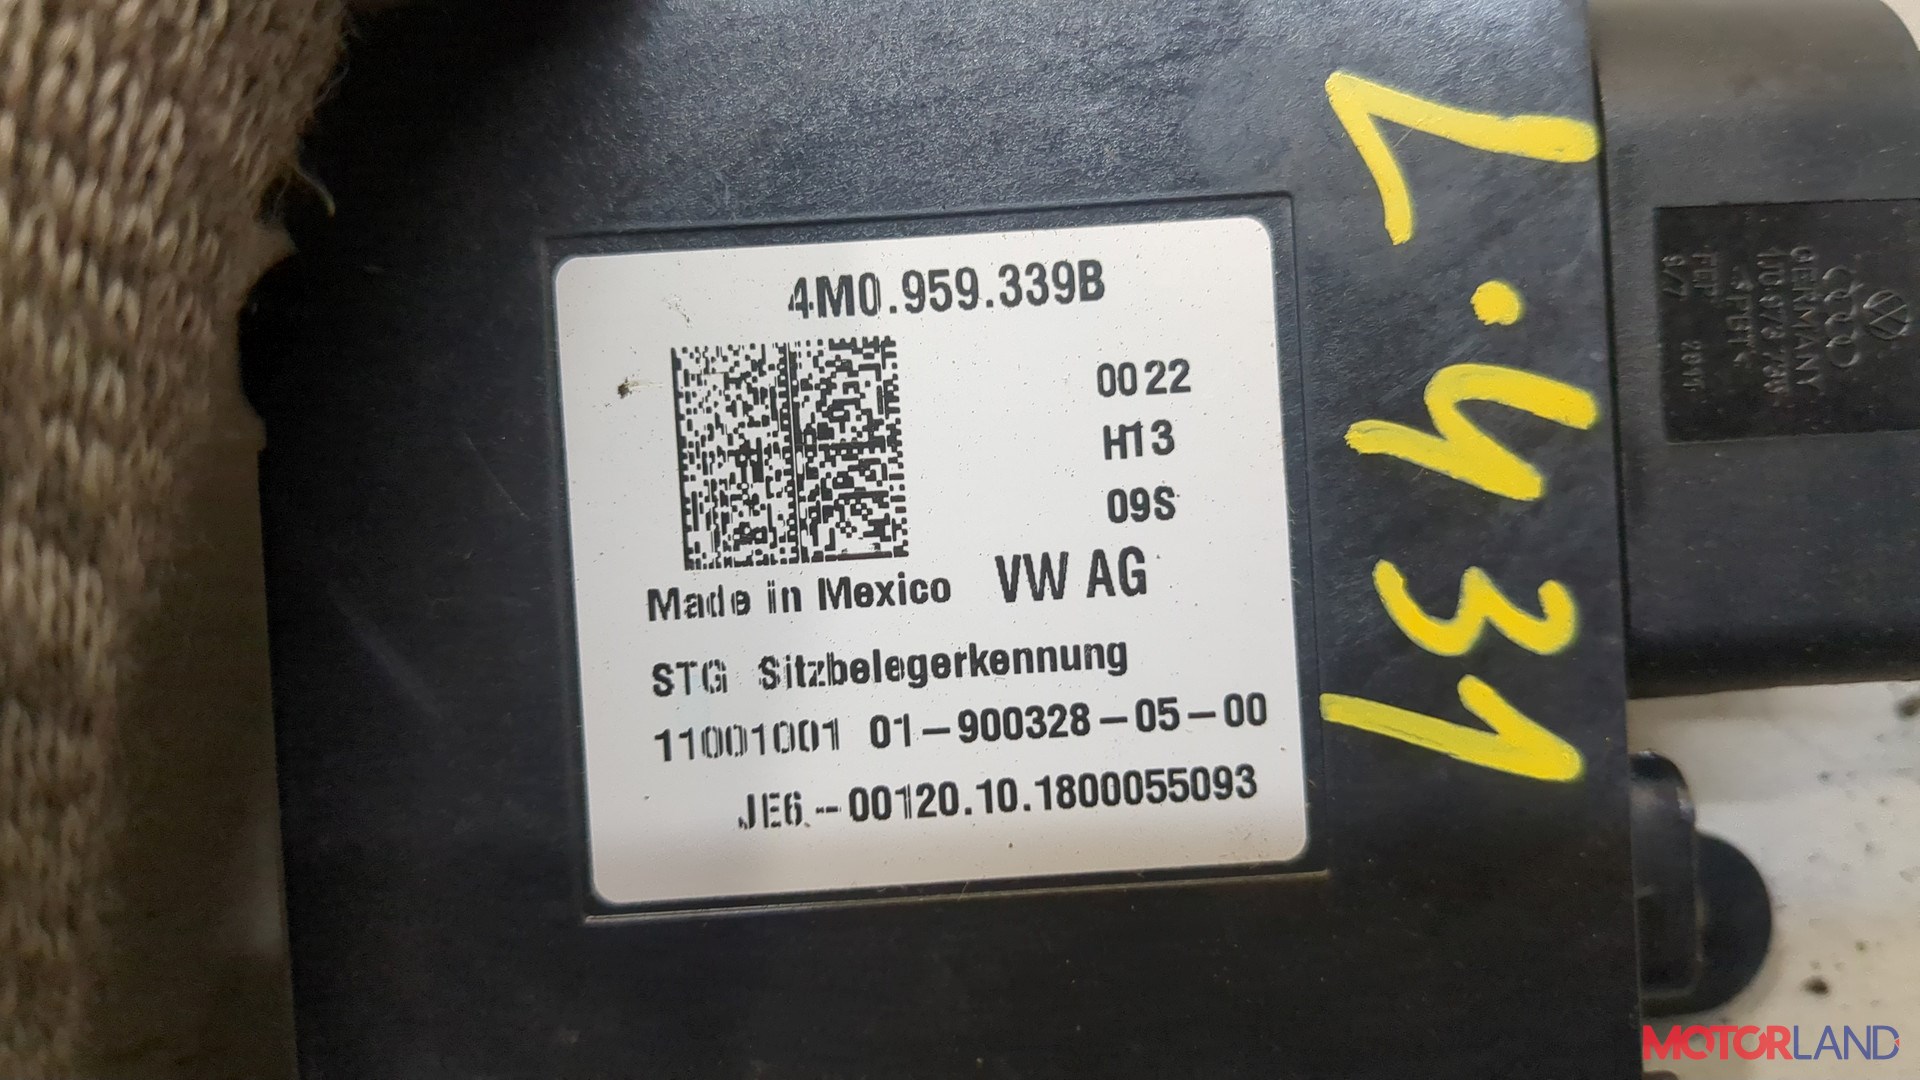 4M0.959.339B
0022
H13
09S
Made in Mexico VW AG
STG Sitzbelegerkennung
11001001 01-900328-05-00
JE6.--00120.10.1800055093
L.431
GERMANY
MOTORLAND